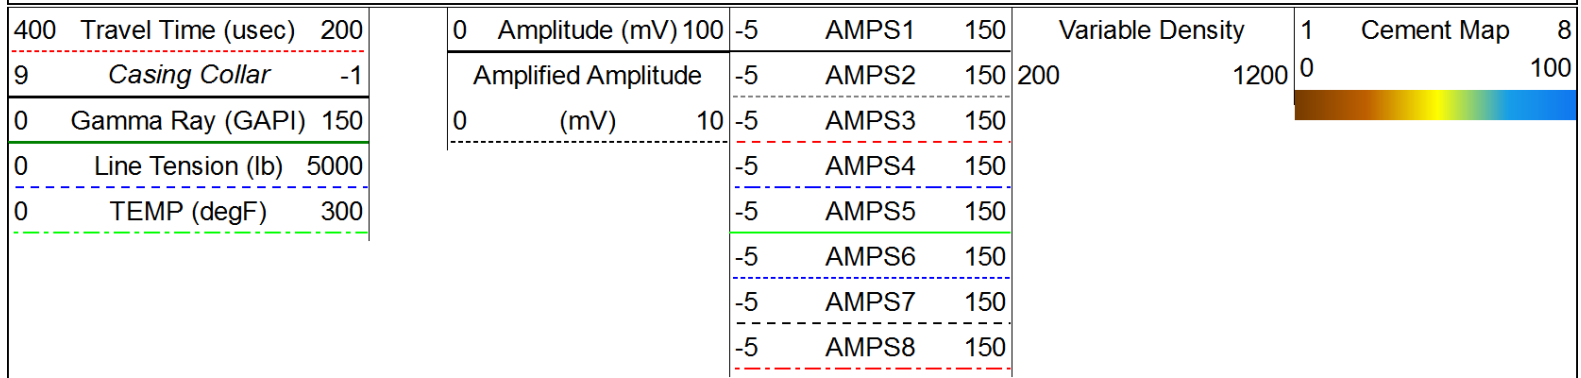 400 Travel Time (usec) 200
9 Casing Collar -1
0 Gamma Ray (GAPI) 150
0 Line Tension (lb) 5000
0 TEMP (degF) 300
0 Amplitude (mV) 100
Amplified Amplitude
0 (mV) 10
-5 AMPS1 150
-5 AMPS2 150
-5 AMPS3 150
-5 AMPS4 150
-5 AMPS5 150
-5 AMPS6 150
-5 AMPS7 150
-5 AMPS8 150
Variable Density
200 1200
1 Cement Map 8
0 100